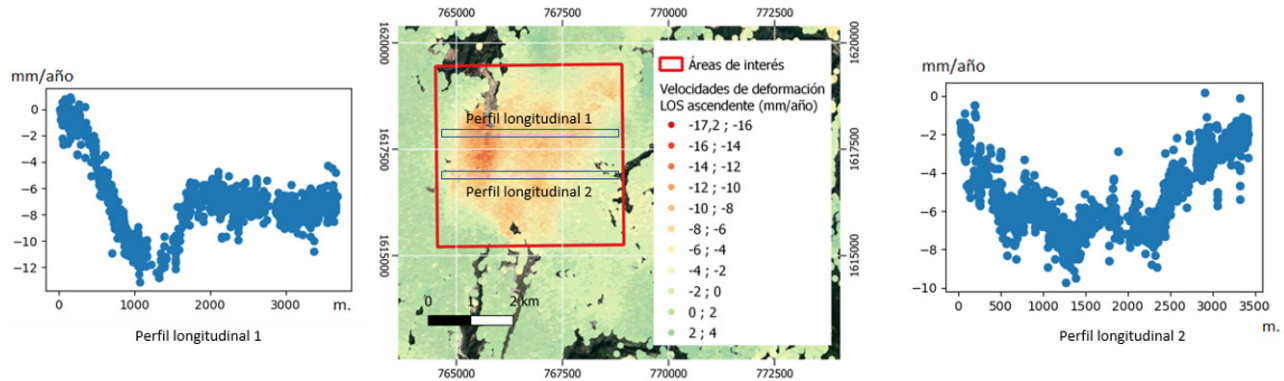 mm/año
0
−2
−4
−6
−8
−10
−12
0
1000
2000
3000
m.
Perfil longitudinal 1
765000
767500
770000
772500
1620000
1617500
1615000
Perfil longitudinal 1
Perfil longitudinal 2
0 1 2 km
Áreas de interés
Velocidades de deformación
LOS ascendente (mm/año)
-17,2 ; -16
-16 ; -14
-14 ; -12
-12 ; -10
-10 ; -8
-8 ; -6
-6 ; -4
-4 ; -2
-2 ; 0
0 ; 2
2 ; 4
1620000
1617500
1615000
765000
767500
770000
772500
mm/año
0
−2
−4
−6
−8
−10
0
500
1000
1500
2000
2500
3000
3500
m.
Perfil longitudinal 2